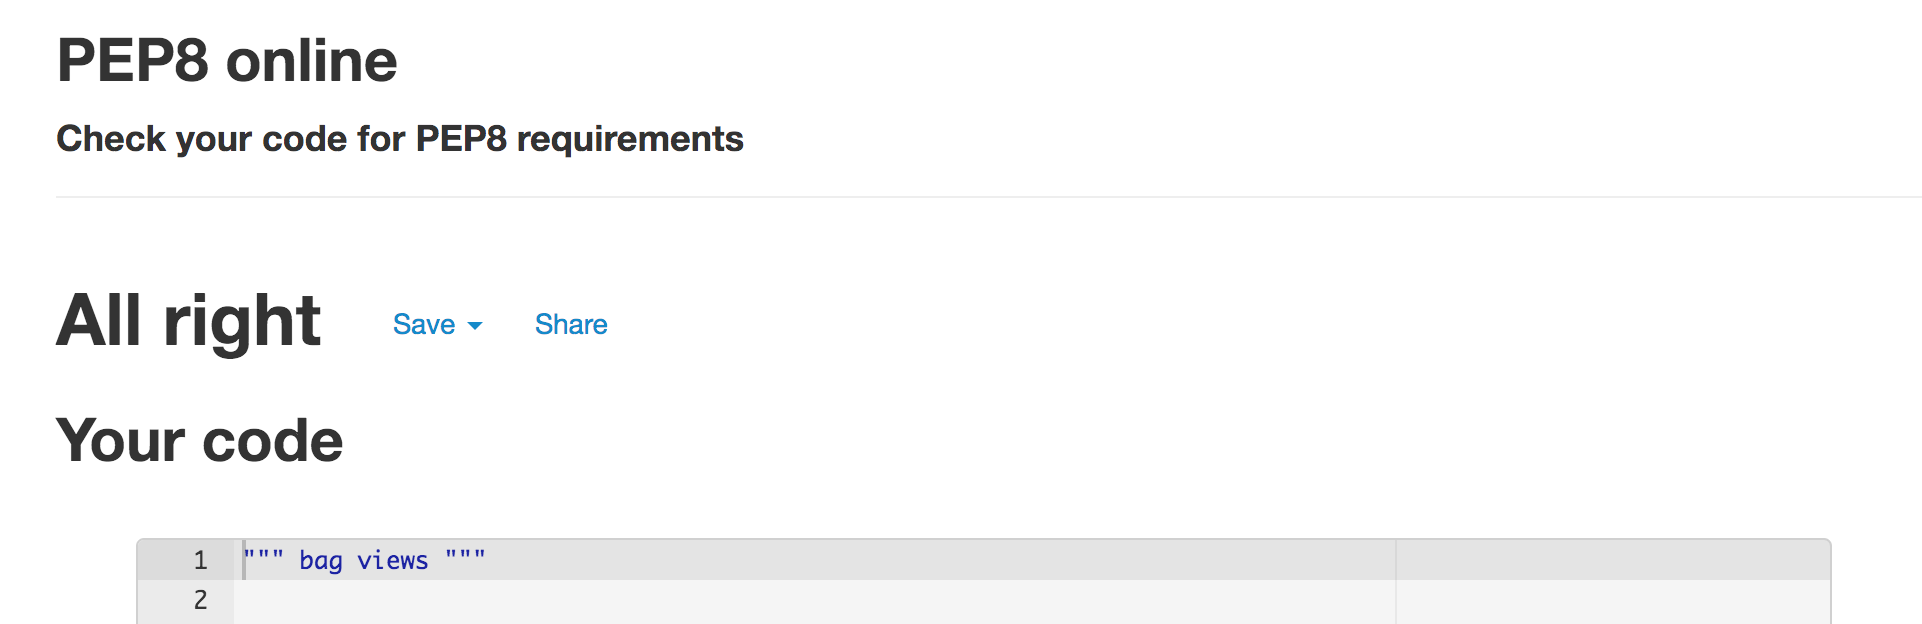 PEP8 online
Check your code for PEP8 requirements
All right Save Share
Your code
1 """ bag views """
2